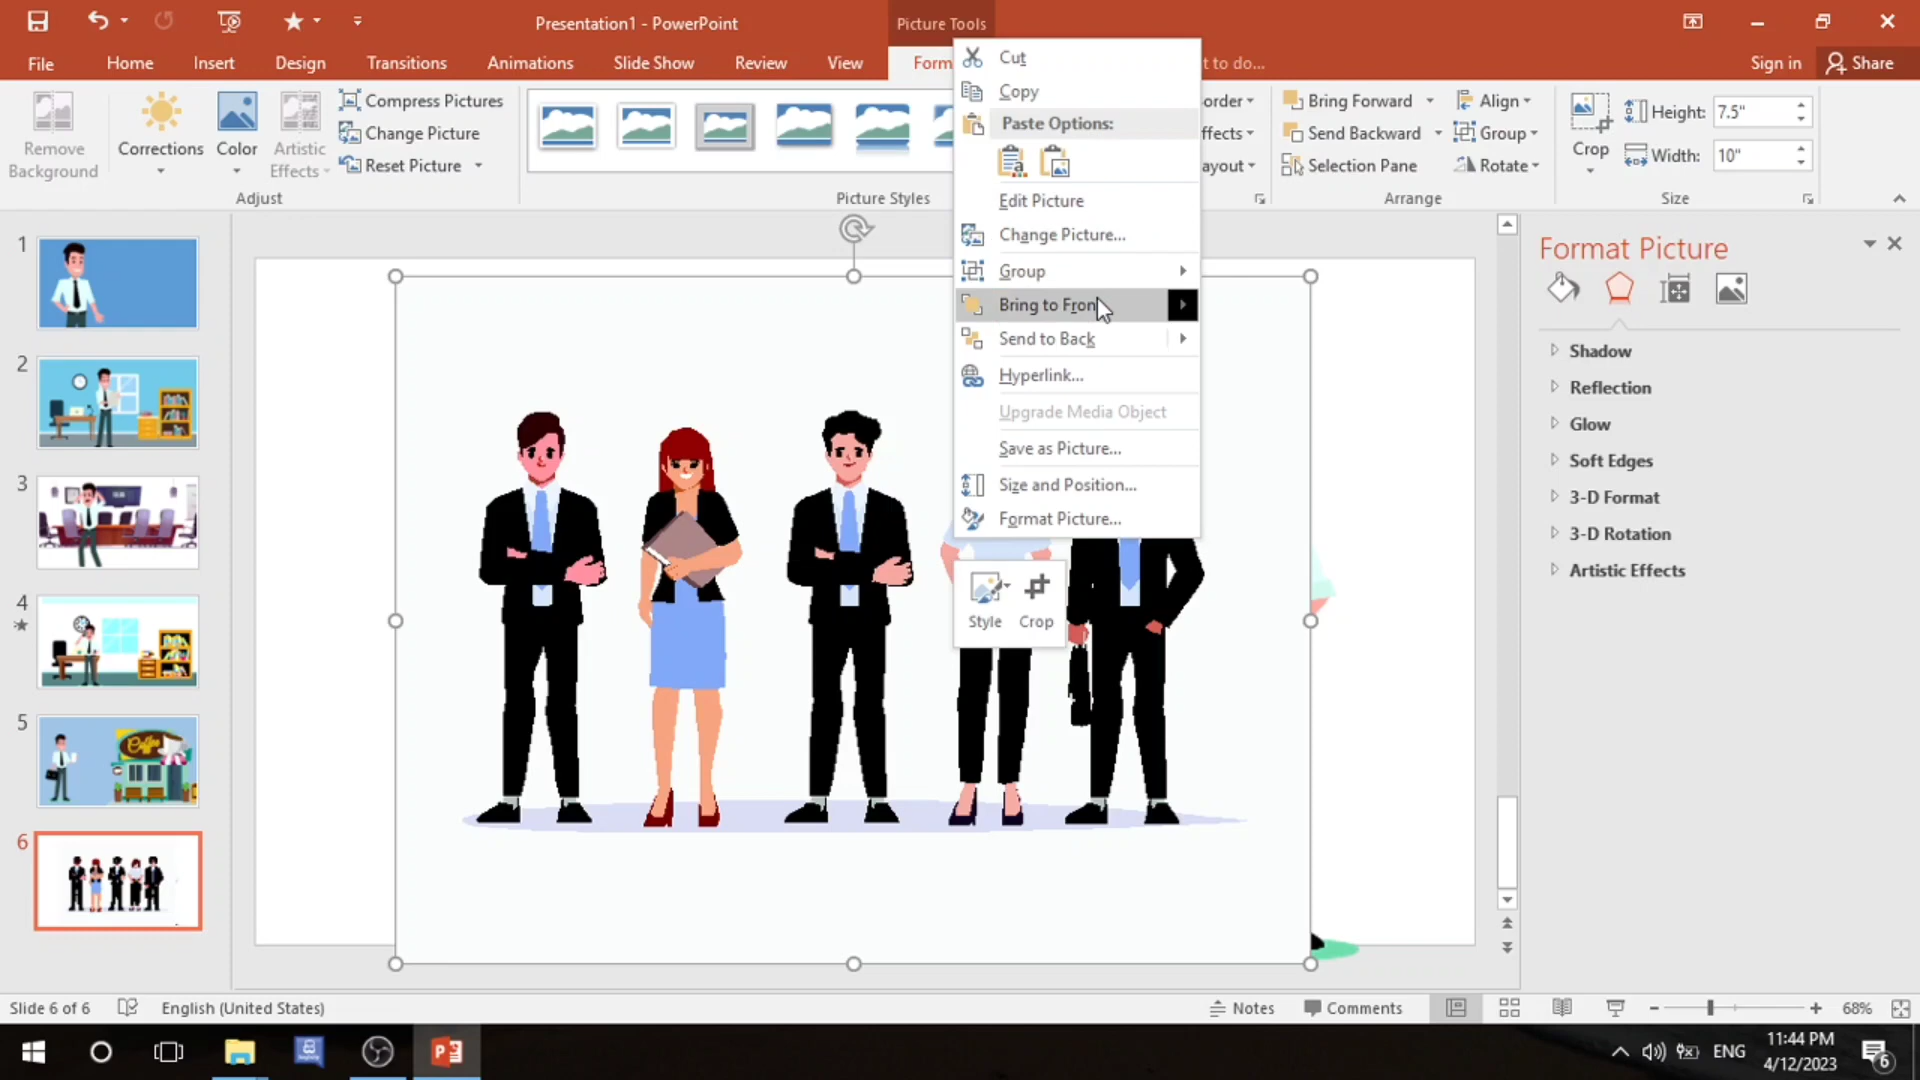 Presentation1 - PowerPoint
Picture Tools
File
Home
Insert
Design
Transitions
Animations
Slide Show
Review
View
Form
t to do...
Sign in
Share
Remove
Background
Corrections
Color
Artistic
Effects
Compress Pictures
Change Picture
Reset Picture
Adjust
Picture Styles
order
ffects
ayout
Bring Forward
Send Backward
Selection Pane
Align
Group
Rotate
Arrange
Crop
Height:
7.5"
Width:
10"
Size
Cut
Copy
Paste Options:
Edit Picture
Change Picture...
Group
Bring to Fron
Send to Back
Hyperlink...
Upgrade Media Object
Save as Picture...
Size and Position...
Format Picture...
Style
Crop
1
2
3
4
5
Coffee
6
Format Picture
Shadow
Reflection
Glow
Soft Edges
3-D Format
3-D Rotation
Artistic Effects
Slide 6 of 6
English (United States)
Notes
Comments
68%
ENG
11:44 PM
4/12/2023
6